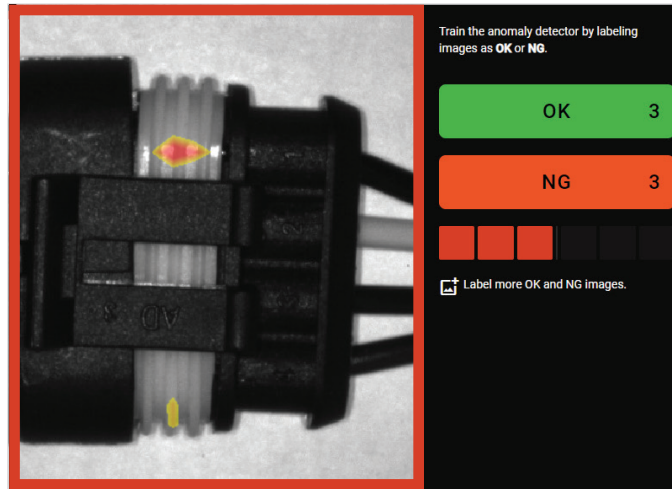 Train the anomaly detector by labeling
images as OK or NG.
OK 3
NG 3
Label more OK and NG images.
AD